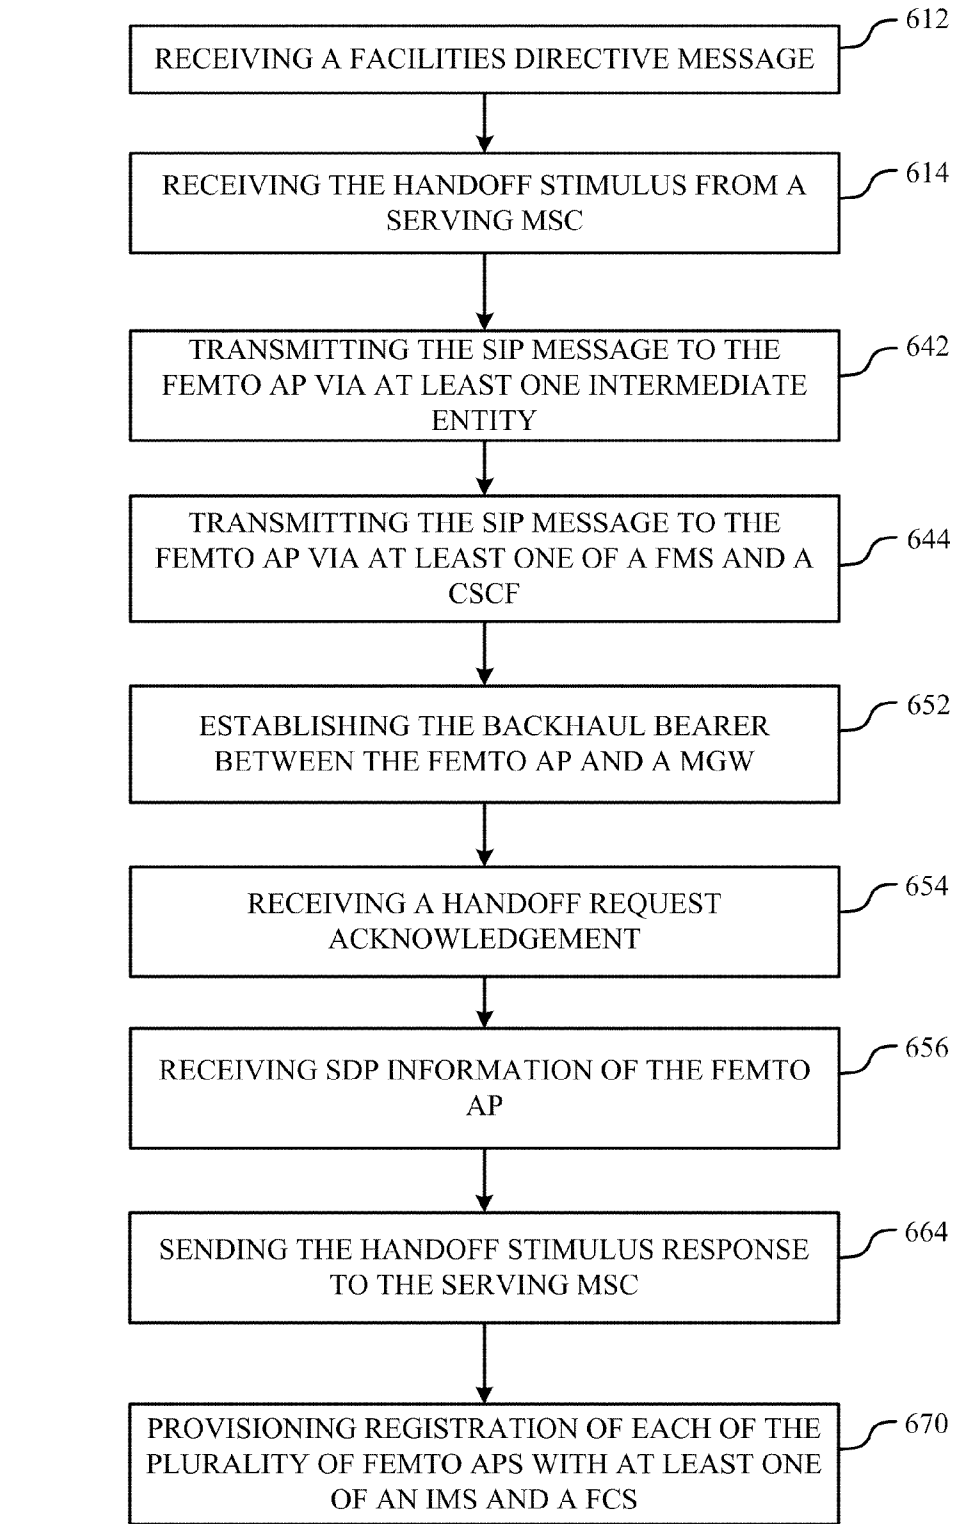 612
RECEIVING A FACILITIES DIRECTIVE MESSAGE
614
RECEIVING THE HANDOFF STIMULUS FROM A
SERVING MSC
642
TRANSMITTING THE SIP MESSAGE TO THE
FEMTO AP VIA AT LEAST ONE INTERMEDIATE
ENTITY
644
TRANSMITTING THE SIP MESSAGE TO THE
FEMTO AP VIA AT LEAST ONE OF A FMS AND A
CSCF
652
ESTABLISHING THE BACKHAUL BEARER
BETWEEN THE FEMTO AP AND A MGW
654
RECEIVING A HANDOFF REQUEST
ACKNOWLEDGEMENT
656
RECEIVING SDP INFORMATION OF THE FEMTO
AP
664
SENDING THE HANDOFF STIMULUS RESPONSE
TO THE SERVING MSC
670
PROVISIONING REGISTRATION OF EACH OF THE
PLURALITY OF FEMTO APS WITH AT LEAST ONE
OF AN IMS AND A FCS